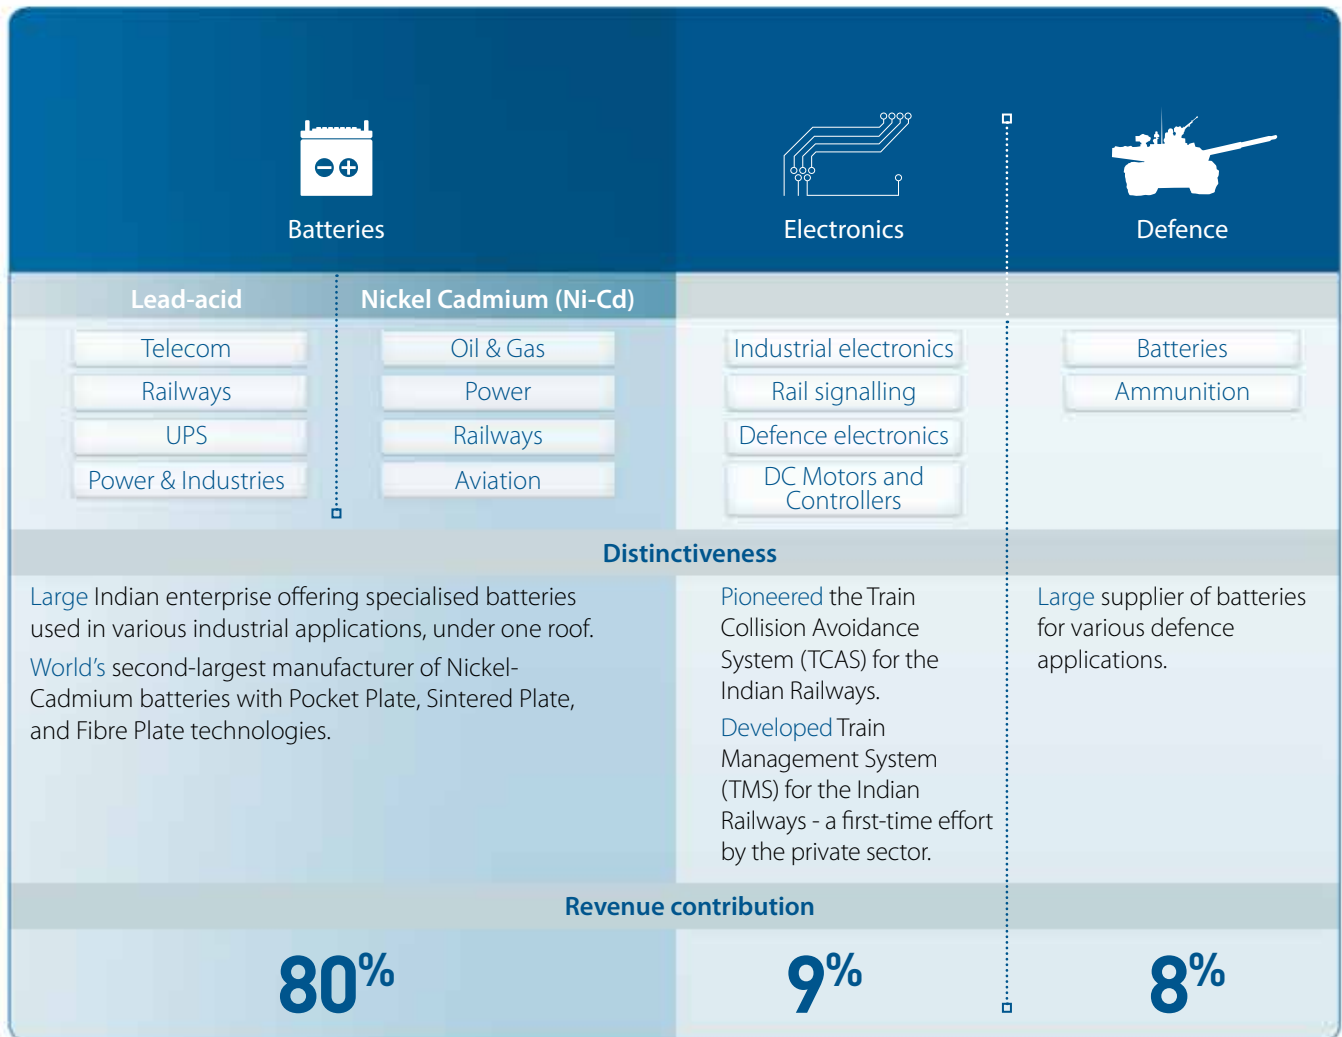 Batteries
Electronics
Defence
Lead-acid
Nickel Cadmium (Ni-Cd)
Telecom
Railways
UPS
Power & Industries
Oil & Gas
Power
Railways
Aviation
Industrial electronics
Rail signalling
Defence electronics
DC Motors and
Controllers
Batteries
Ammunition
Distinctiveness
Large Indian enterprise offering specialised batteries
used in various industrial applications, under one roof.
World's second-largest manufacturer of Nickel-
Cadmium batteries with Pocket Plate, Sintered Plate,
and Fibre Plate technologies.
Pioneered the Train
Collision Avoidance
System (TCAS) for the
Indian Railways.
Developed Train
Management System
(TMS) for the Indian
Railways - a first-time effort
by the private sector.
Large supplier of batteries
for various defence
applications.
Revenue contribution
80%
9%
8%